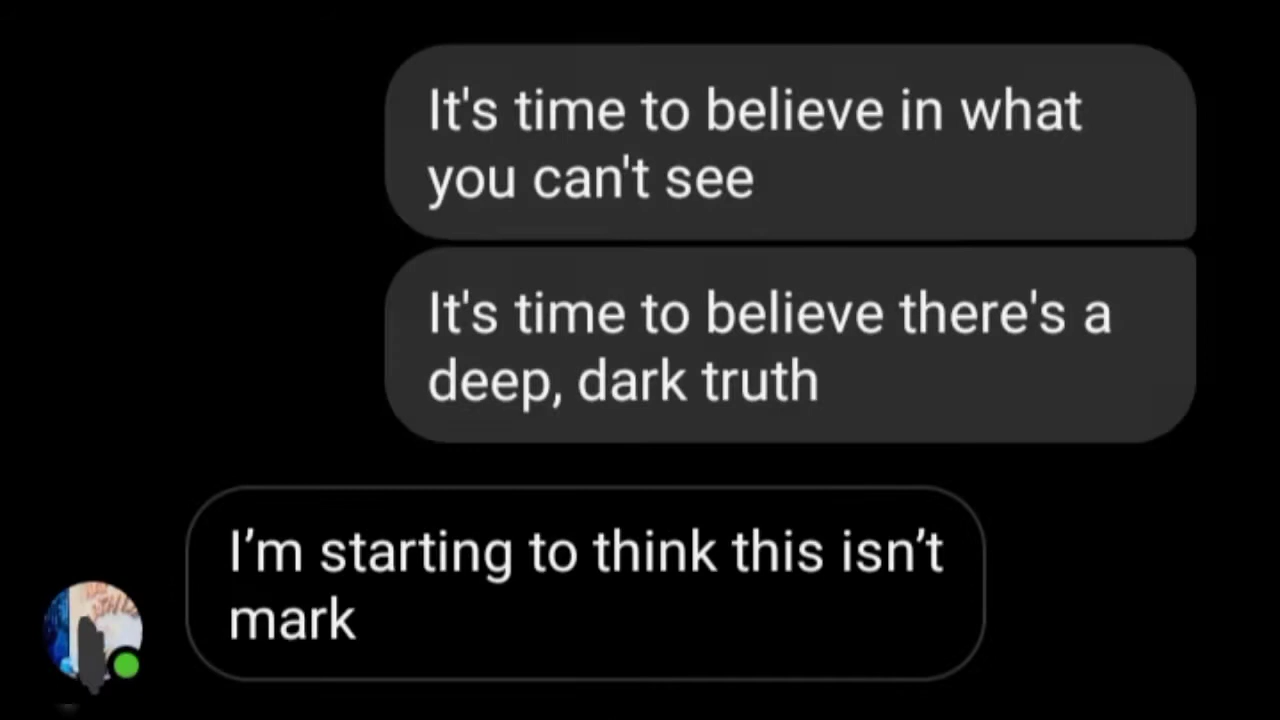 It's time to believe in what
you can't see
It's time to believe there's a
deep, dark truth
I’m starting to think this isn’t
mark